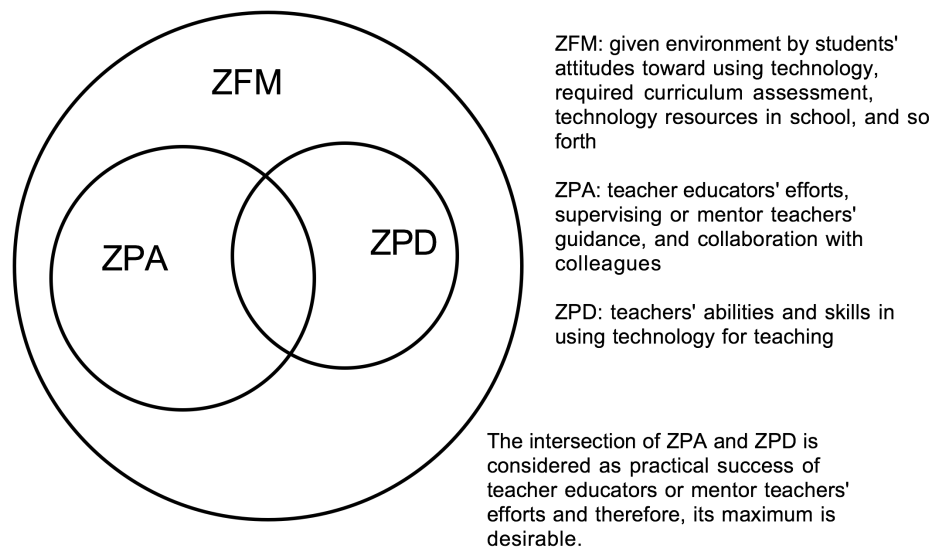 ZFM
ZPA
ZPD
ZFM: given environment by students'
attitudes toward using technology,
required curriculum assessment,
technology resources in school, and so
forth
ZPA: teacher educators' efforts,
supervising or mentor teachers'
guidance, and collaboration with
colleagues
ZPD: teachers' abilities and skills in
using technology for teaching
The intersection of ZPA and ZPD is
considered as practical success of
teacher educators or mentor teachers'
efforts and therefore, its maximum is
desirable.